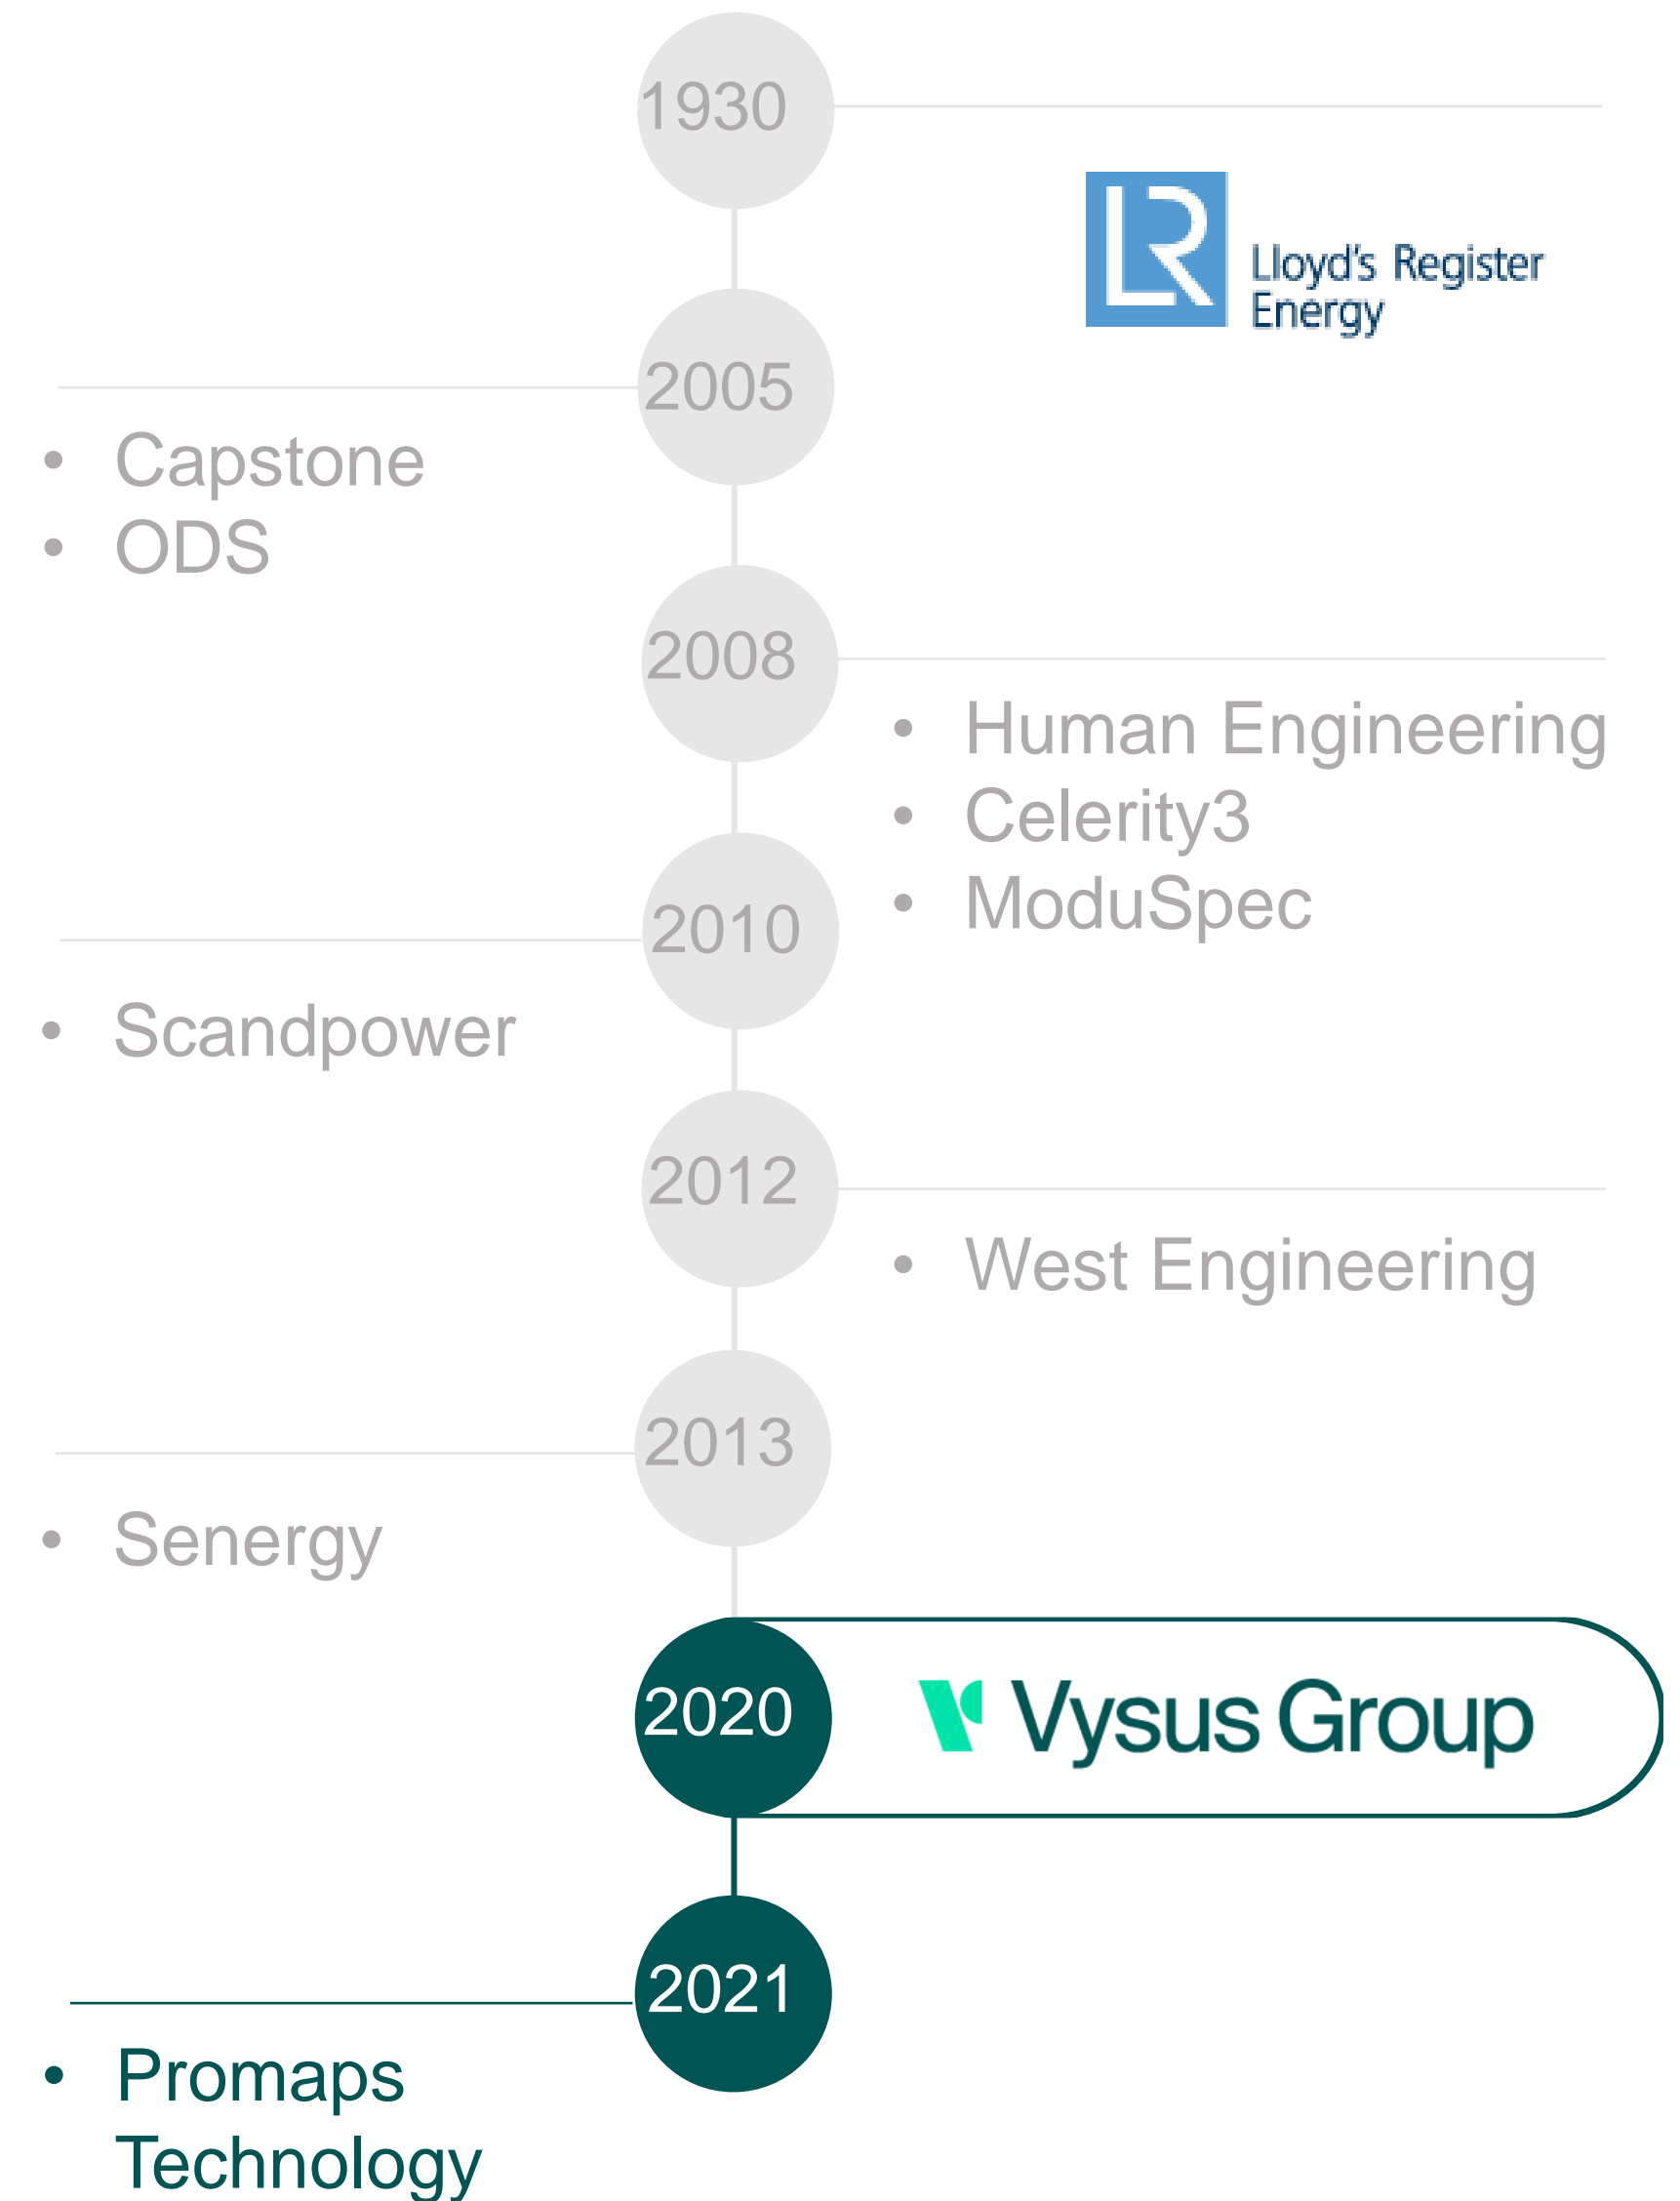 1930
LR
Lloyd's Register
Energy
2005
• Capstone
• ODS
2008
• Human Engineering
• Celerity3
• ModuSpec
2010
• Scandpower
2012
• West Engineering
2013
• Senergy
2020
Vysus Group
2021
• Promaps
Technology